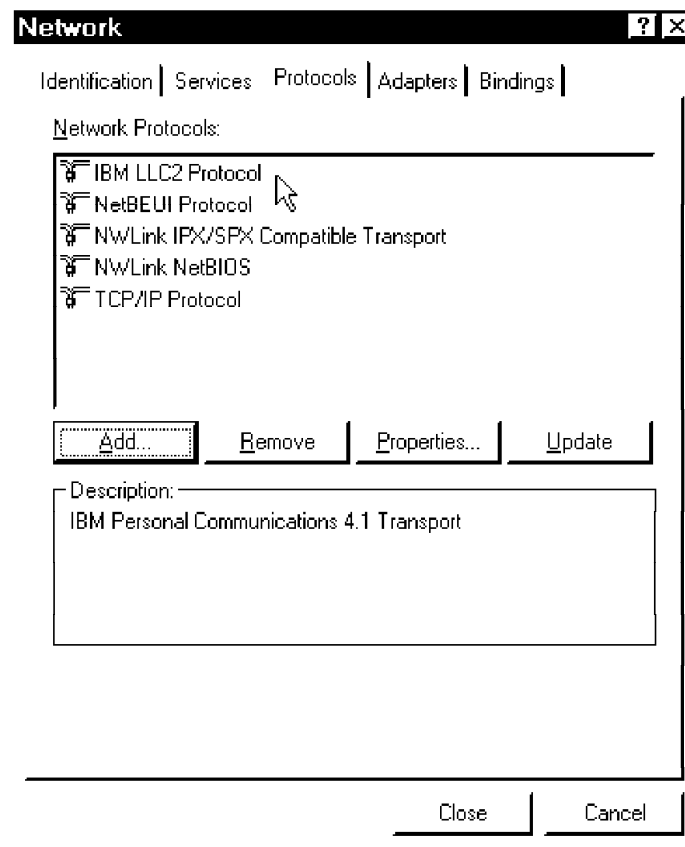 Network
Identification Services Protocols Adapters Bindings
Network Protocols:
IBM LLC2 Protocol
NetBEUI Protocol
NWLink IPX/SPX Compatible Transport
NWLink NetBIOS
TCP/IP Protocol
Add... Remove Properties... Update
Description:
IBM Personal Communications 4.1 Transport
Close Cancel